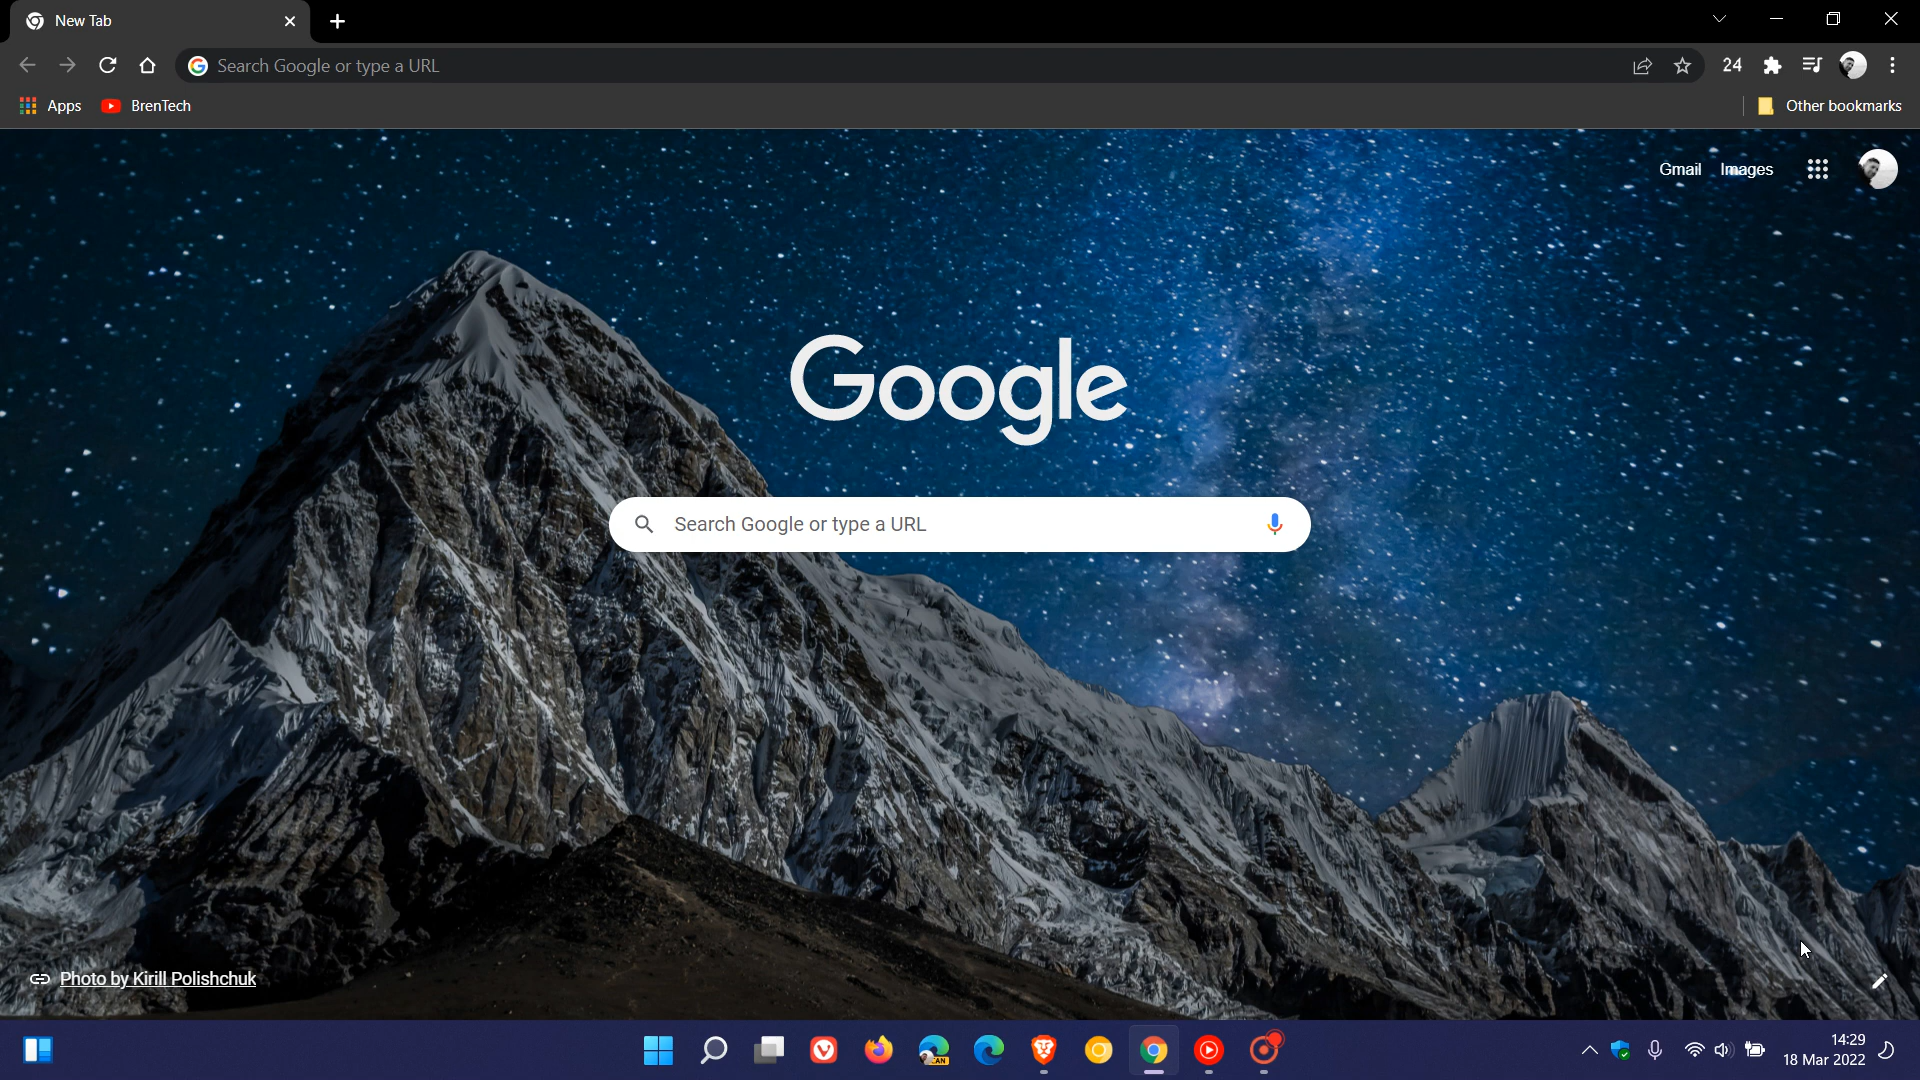 New Tab
Search Google or type a URL
24
Apps
BrenTech
Other bookmarks
Gmail
Images
Google
Search Google or type a URL
Photo by Kirill Polishchuk
CAN
14:29
18 Mar 2022